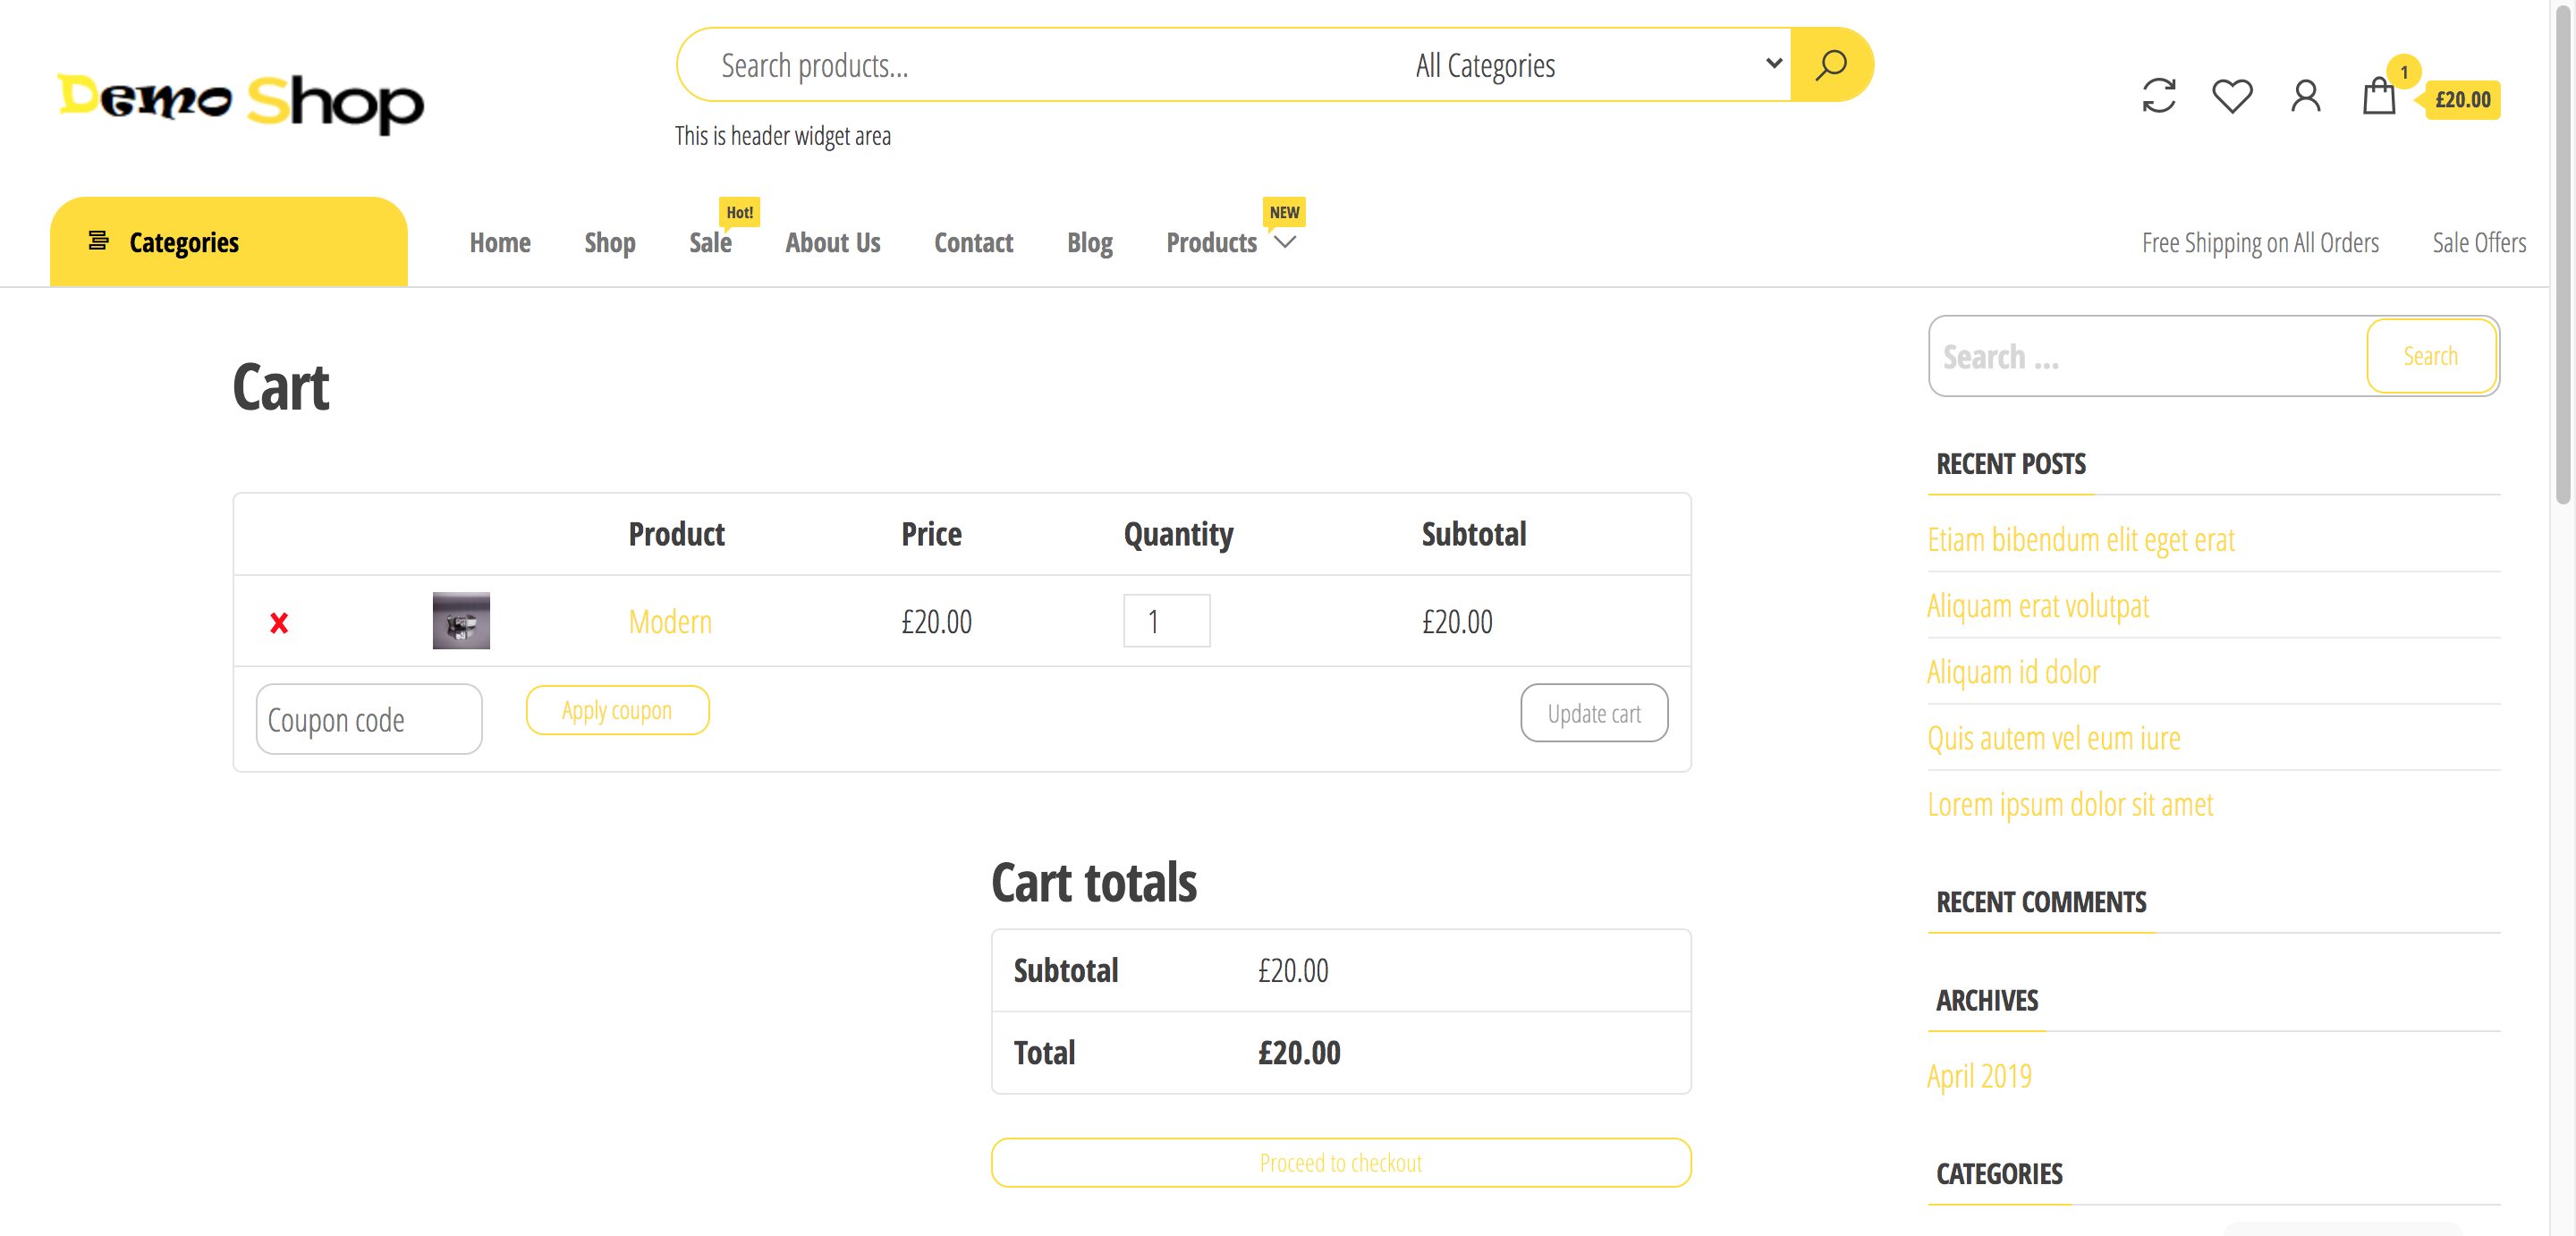 Demo Shop
Search products...
All Categories
This is header widget area
1
£20.00
Categories
Home
Shop
Sale
Hot!
About Us
Contact
Blog
Products
NEW
Free Shipping on All Orders
Sale Offers
Cart
Product Price Quantity Subtotal
Modern £20.00 1 £20.00
Coupon code
Apply coupon
Update cart
Cart totals
Subtotal £20.00
Total £20.00
Proceed to checkout
Search ...
Search
RECENT POSTS
Etiam bibendum elit eget erat
Aliquam erat volutpat
Aliquam id dolor
Quis autem vel eum iure
Lorem ipsum dolor sit amet
RECENT COMMENTS
ARCHIVES
April 2019
CATEGORIES